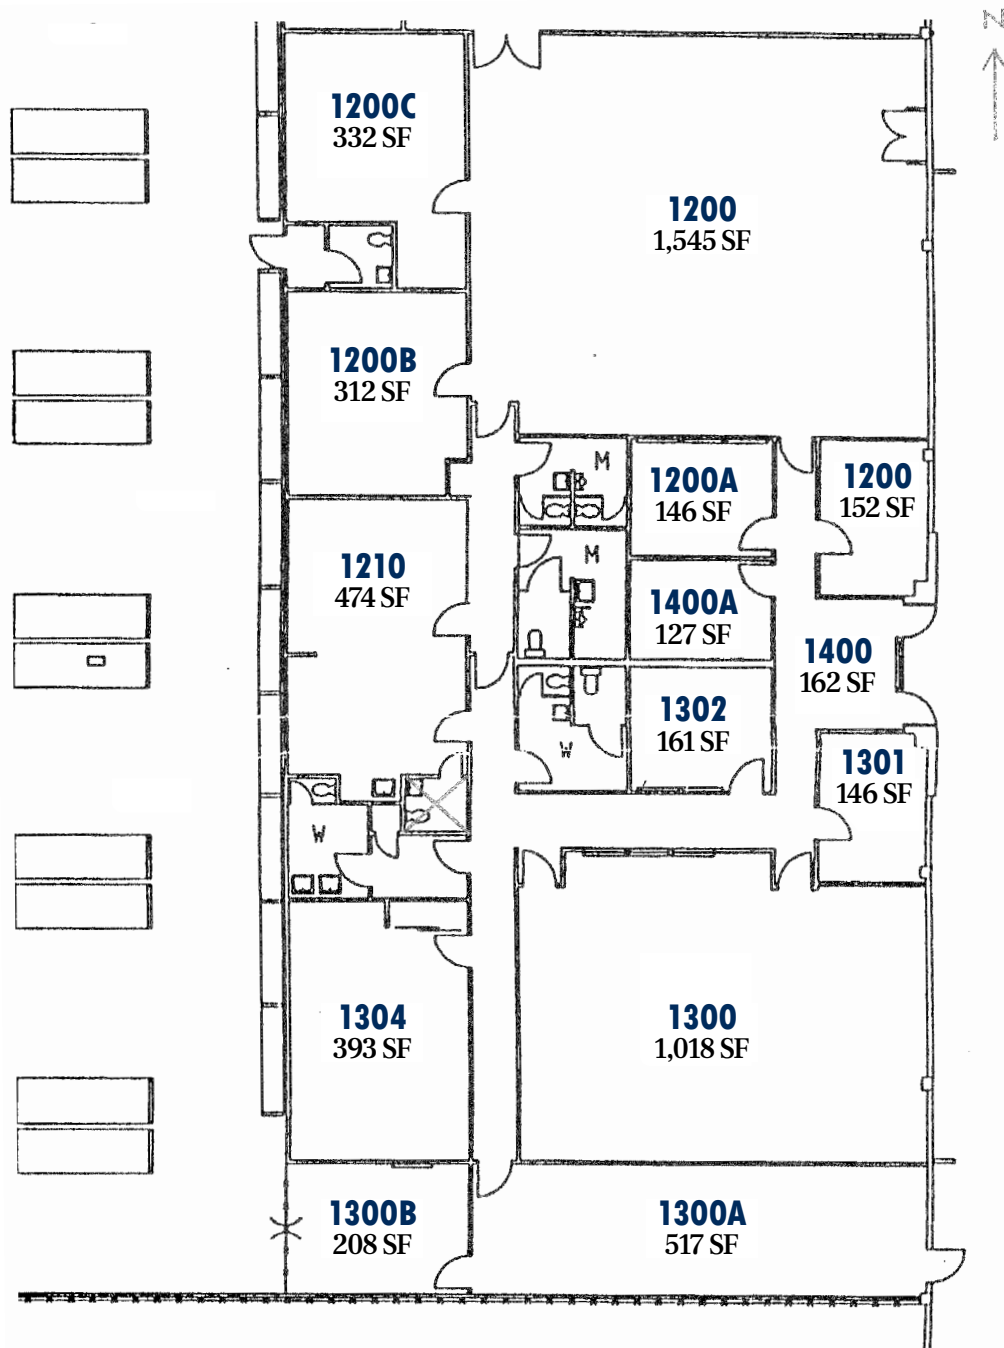 N
1200C
332 SF
1200
1,545 SF
1200B
312 SF
M
1200A
146 SF
1200
152 SF
1210
474 SF
M
1400A
127 SF
1400
162 SF
1302
161 SF
W
1301
146 SF
W
1304
393 SF
1300
1,018 SF
1300B
208 SF
1300A
517 SF